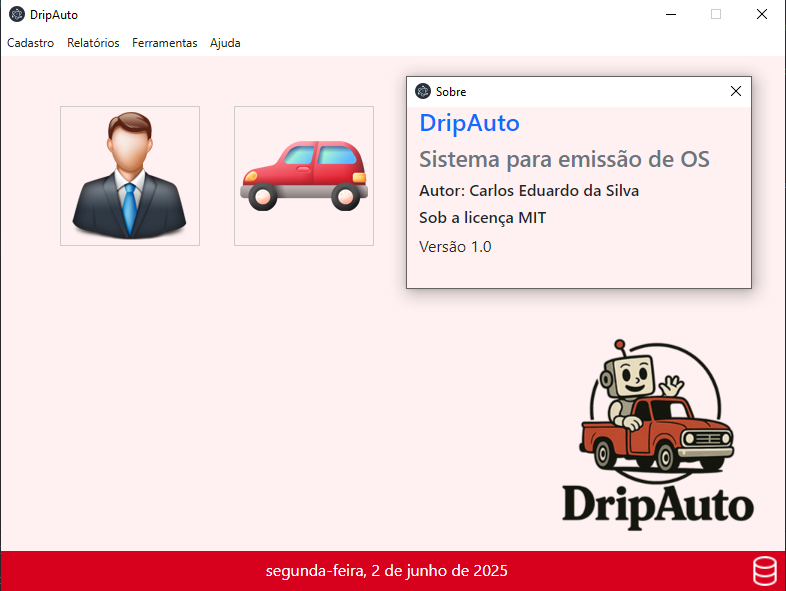 DripAuto
Cadastro Relatórios Ferramentas Ajuda
Sobre
DripAuto
Sistema para emissão de OS
Autor: Carlos Eduardo da Silva
Sob a licença MIT
Versão 1.0
DripAuto
segunda-feira, 2 de junho de 2025